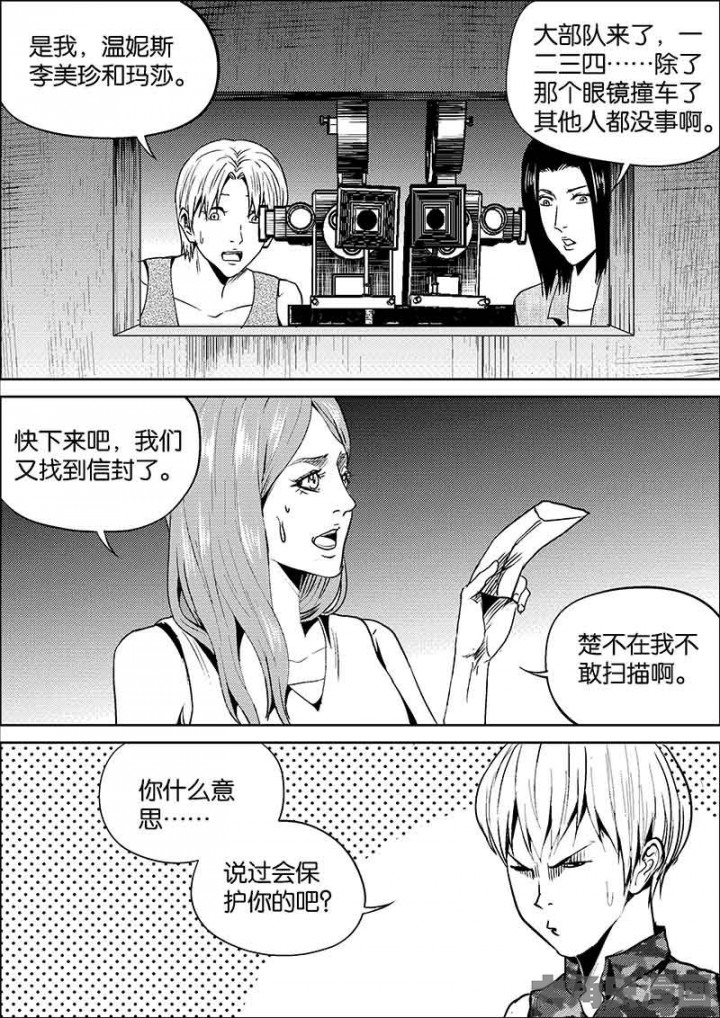 是我，温妮斯
李美珍和玛莎。
大部队来了，一
二三四……除了
那个眼镜撞车了
其他人都没事啊。
快下来吧，我们
又找到信封了。
楚不在我不
敢扫描啊。
你什么意
思……
说过会保
护你的吧？